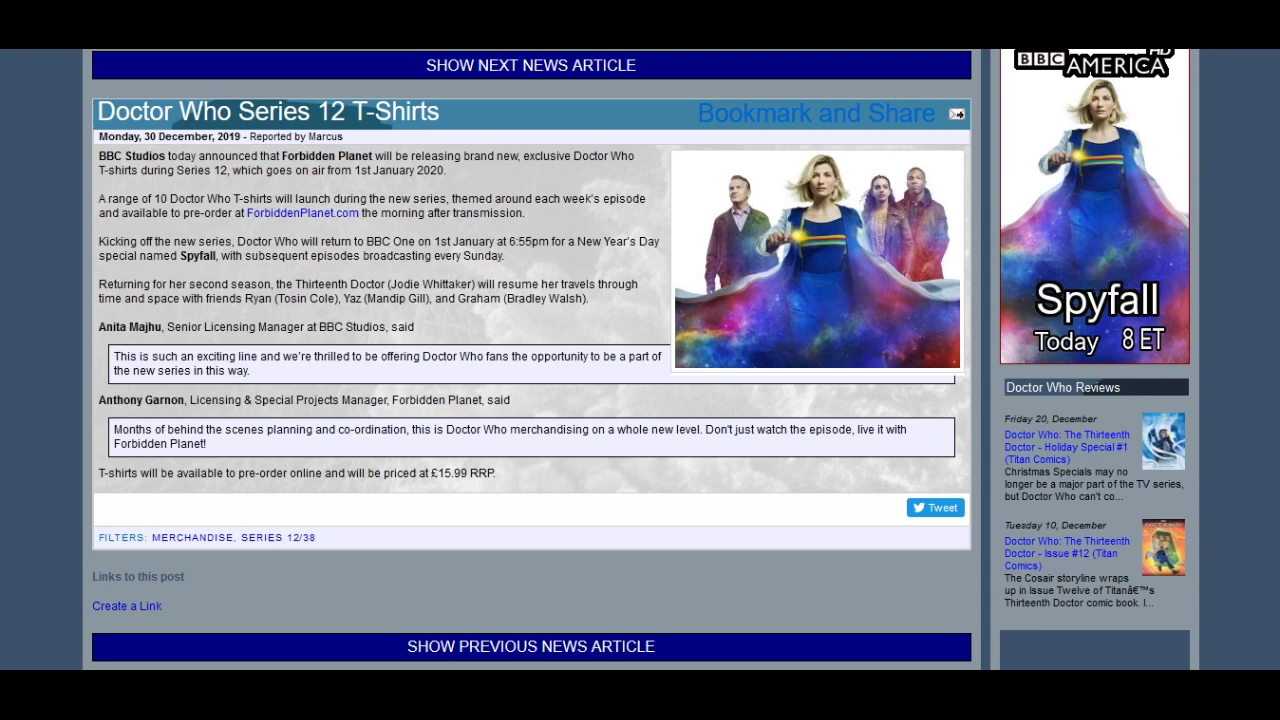 SHOW NEXT NEWS ARTICLE
Doctor Who Series 12 T-Shirts
Bookmark and Share
Monday, 30 December, 2019 - Reported by Marcus
BBC Studios today announced that Forbidden Planet will be releasing brand new, exclusive Doctor Who
T-shirts during Series 12, which goes on air from 1st January 2020.
A range of 10 Doctor Who T-shirts will launch during the new series, themed around each week's episode
and available to pre-order at ForbiddenPlanet.com the morning after transmission.
Kicking off the new series, Doctor Who will return to BBC One on 1st January at 6:55pm for a New Year's Day
special named Spyfall, with subsequent episodes broadcasting every Sunday.
Returning for her second season, the Thirteenth Doctor (Jodie Whittaker) will resume her travels through
time and space with friends Ryan (Tosin Cole), Yaz (Mandip Gill), and Graham (Bradley Walsh).
Anita Majhu, Senior Licensing Manager at BBC Studios, said
This is such an exciting line and we're thrilled to be offering Doctor Who fans the opportunity to be a part of
the new series in this way.
Anthony Garnon, Licensing & Special Projects Manager, Forbidden Planet, said
Months of behind the scenes planning and co-ordination, this is Doctor Who merchandising on a whole new level. Don't just watch the episode, live it with
Forbidden Planet!
T-shirts will be available to pre-order online and will be priced at £15.99 RRP.
Tweet
FILTERS: MERCHANDISE, SERIES 12/38
Links to this post
Create a Link
SHOW PREVIOUS NEWS ARTICLE
HD
BBC AMERICA
Spyfall
Today 8 ET
Doctor Who Reviews
Friday 20, December
Doctor Who: The Thirteenth
Doctor - Holiday Special #1
(Titan Comics)
Christmas Specials may no
longer be a major part of the TV series,
but Doctor Who can't co...
Tuesday 10, December
Doctor Who: The Thirteenth
Doctor - Issue #12 (Titan
Comics)
The Cosair storyline wraps
up in Issue Twelve of Titanâ€™s
Thirteenth Doctor comic book. I...